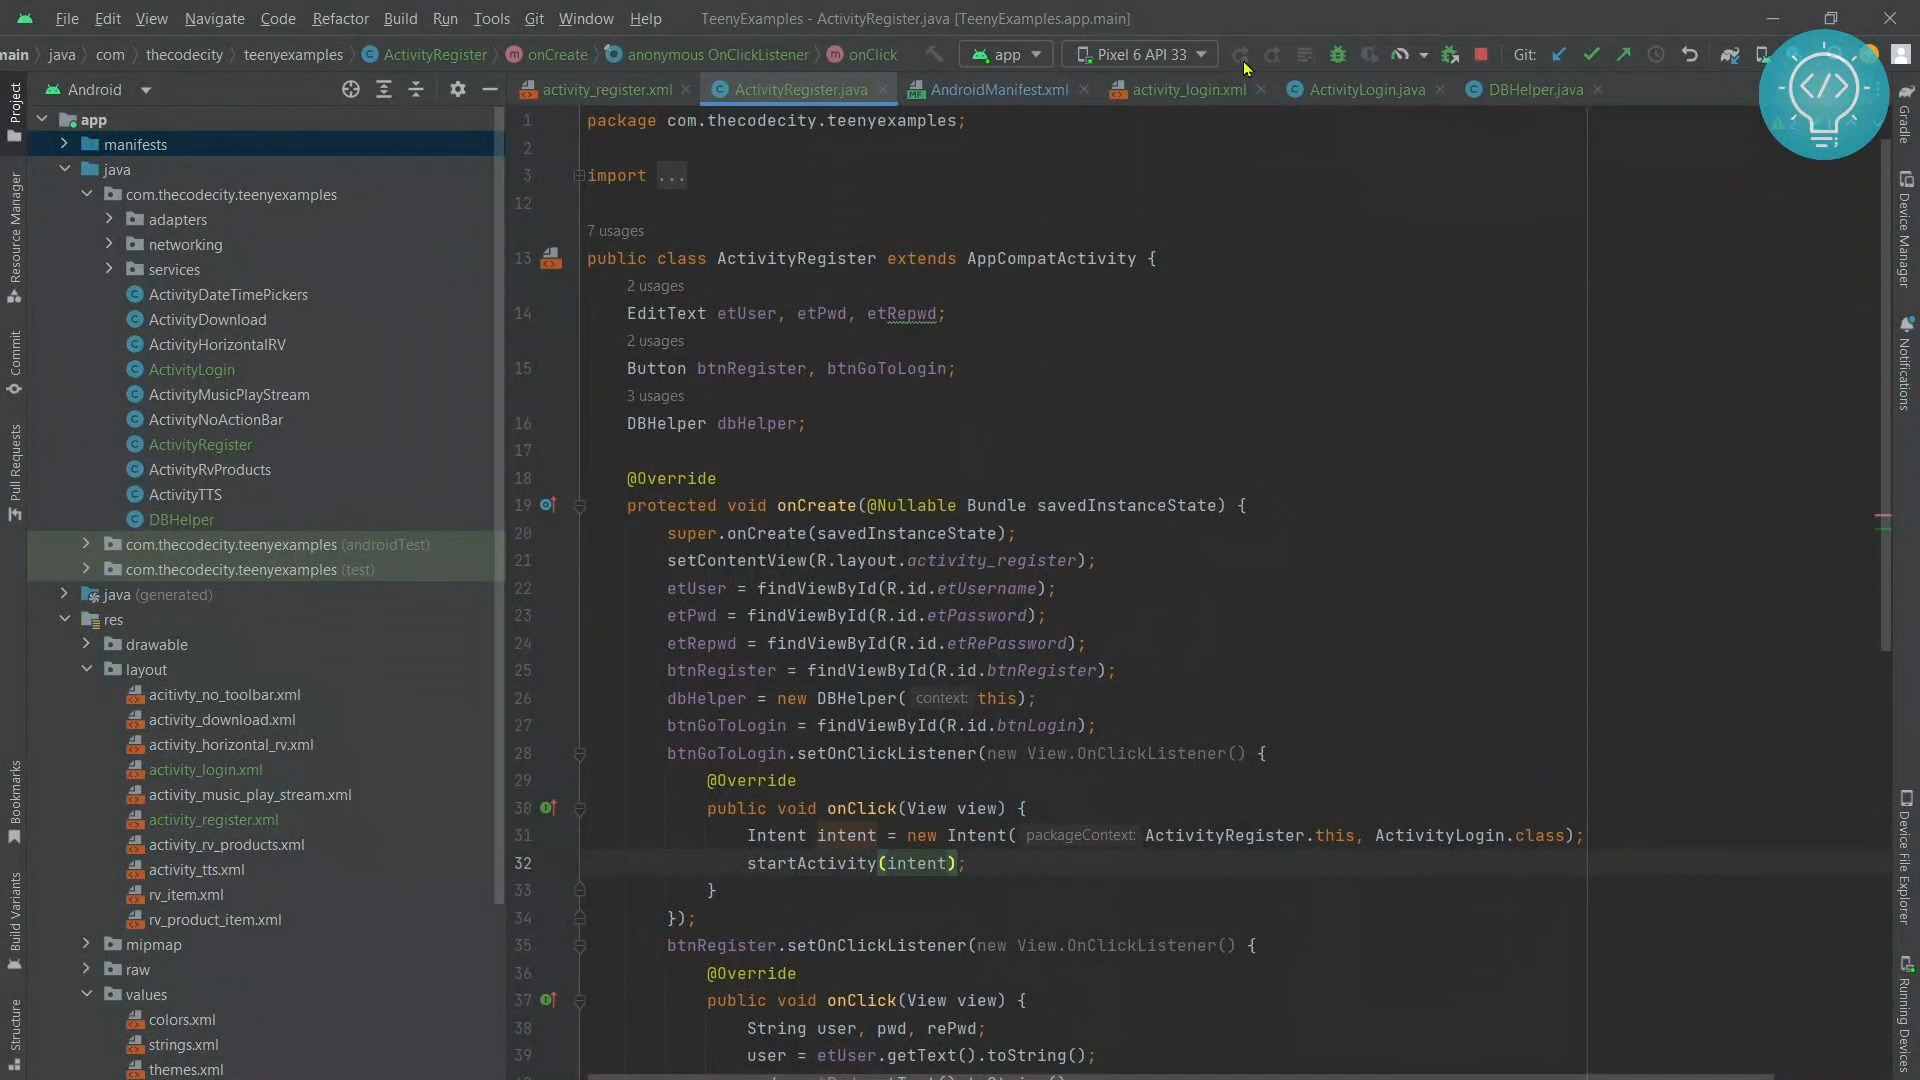 File Edit View Navigate Code Refactor Build Run Tools Git Window Help TeenyExamples - ActivityRegister.java [TeenyExamples.app.main]
main java com thecodecity teenyexamples ActivityRegister onCreate anonymous OnClickListener onClick app Pixel 6 API 33 Git:
Android
activity_register.xml ActivityRegister.java AndroidManifest.xml activity_login.xml ActivityLogin.java DBHelper.java
Project
Resource Manager
Commit
Pull Requests
Bookmarks
Build Variants
Structure
app
manifests
java
com.thecodecity.teenyexamples
adapters
networking
services
ActivityDateTimePickers
ActivityDownload
ActivityHorizontalRV
ActivityLogin
ActivityMusicPlayStream
ActivityNoActionBar
ActivityRegister
ActivityRvProducts
ActivityTTS
DBHelper
com.thecodecity.teenyexamples (androidTest)
com.thecodecity.teenyexamples (test)
java (generated)
res
drawable
layout
acitivty_no_toolbar.xml
activity_download.xml
activity_horizontal_rv.xml
activity_login.xml
activity_music_play_stream.xml
activity_register.xml
activity_rv_products.xml
activity_tts.xml
rv_item.xml
rv_product_item.xml
mipmap
raw
values
colors.xml
strings.xml
themes.xml
1 package com.thecodecity.teenyexamples;
2
3 import ...
12
7 usages
13 public class ActivityRegister extends AppCompatActivity {
2 usages
14 EditText etUser, etPwd, etRepwd;
2 usages
15 Button btnRegister, btnGoToLogin;
3 usages
16 DBHelper dbHelper;
17
18 @Override
19 protected void onCreate(@Nullable Bundle savedInstanceState) {
20 super.onCreate(savedInstanceState);
21 setContentView(R.layout.activity_register);
22 etUser = findViewById(R.id.etUsername);
23 etPwd = findViewById(R.id.etPassword);
24 etRepwd = findViewById(R.id.etRePassword);
25 btnRegister = findViewById(R.id.btnRegister);
26 dbHelper = new DBHelper( context: this);
27 btnGoToLogin = findViewById(R.id.btnLogin);
28 btnGoToLogin.setOnClickListener(new View.OnClickListener() {
29 @Override
30 public void onClick(View view) {
31 Intent intent = new Intent( packageContext: ActivityRegister.this, ActivityLogin.class);
32 startActivity(intent);
33 }
34 });
35 btnRegister.setOnClickListener(new View.OnClickListener() {
36 @Override
37 public void onClick(View view) {
38 String user, pwd, rePwd;
39 user = etUser.getText().toString();
Gradle
Device Manager
Notifications
Device File Explorer
Running Devices